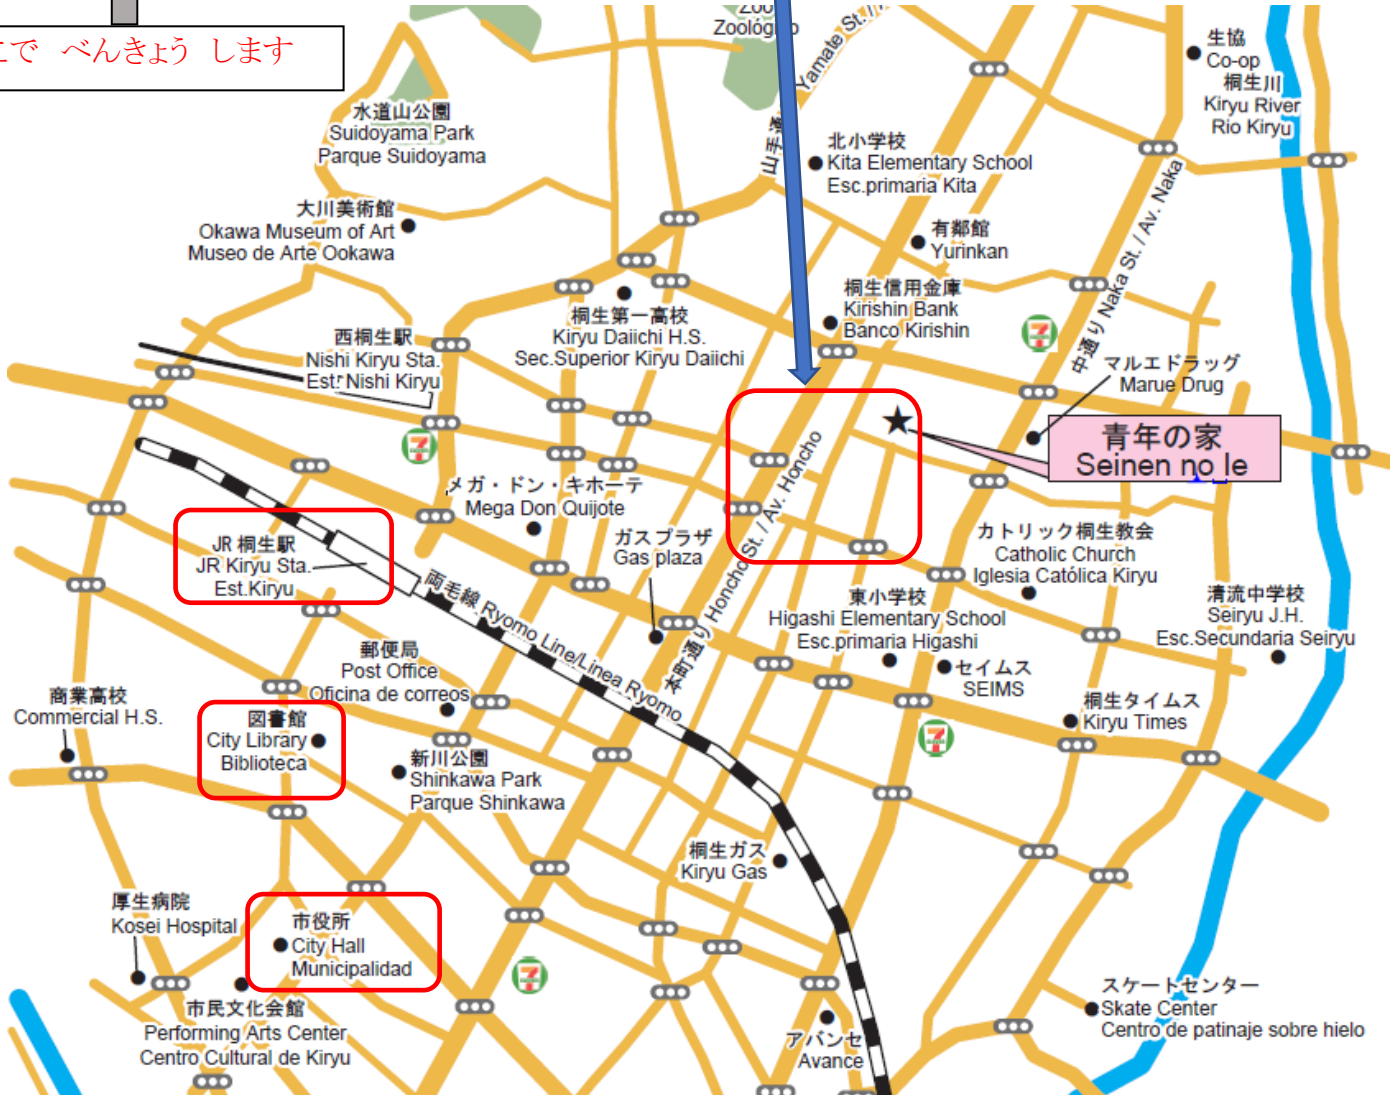 こで　べんきょう　します
Zoológ
Yamate St. /
山手通
生協
Co-op
桐生川
Kiryu River
Rio Kiryu
水道山公園
Suidoyama Park
Parque Suidoyama
北小学校
Kita Elementary School
Esc.primaria Kita
大川美術館
Okawa Museum of Art
Museo de Arte Ookawa
有鄰館
Yurinkan
中通り Naka St. / Av. Naka
桐生信用金庫
Kirishin Bank
Banco Kirishin
桐生第一高校
Kiryu Daiichi H.S.
Sec.Superior Kiryu Daiichi
西桐生駅
Nishi Kiryu Sta.
Est. Nishi Kiryu
マルエドラッグ
Marue Drug
青年の家
Seinen no Ie
メガ・ドン・キホーテ
Mega Don Quijote
ガスプラザ
Gas plaza
本町通り Honcho St. / Av. Honcho
JR 桐生駅
JR Kiryu Sta.
Est.Kiryu
両毛線 Ryomo Line/Linea Ryomo
カトリック桐生教会
Catholic Church
Iglesia Católica Kiryu
東小学校
Higashi Elementary School
Esc.primaria Higashi
清流中学校
Seiryu J.H.
Esc.Secundaria Seiryu
セイムス
SEIMS
郵便局
Post Office
Oficina de correos
桐生タイムス
Kiryu Times
商業高校
Commercial H.S.
図書館
City Library
Biblioteca
新川公園
Shinkawa Park
Parque Shinkawa
桐生ガス
Kiryu Gas
厚生病院
Kosei Hospital
市役所
City Hall
Municipalidad
市民文化会館
Performing Arts Center
Centro Cultural de Kiryu
アバンセ
Avance
スケートセンター
Skate Center
Centro de patinaje sobre hielo